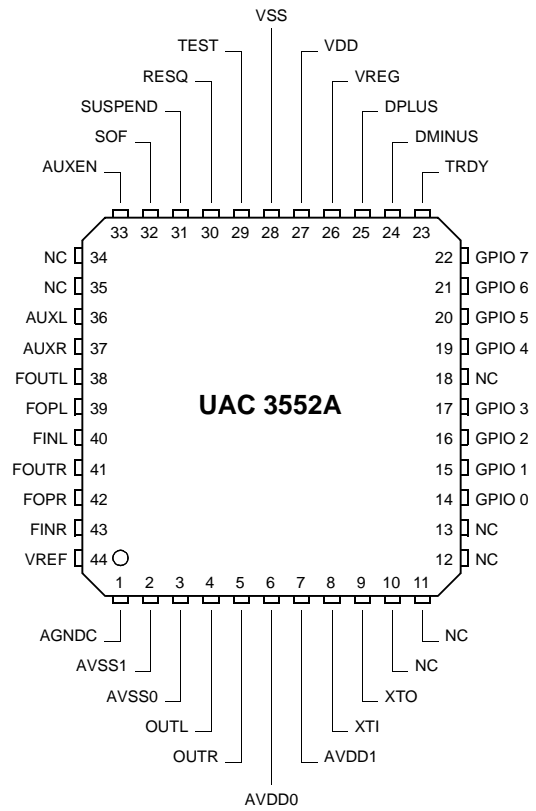 VSS
TEST VDD
RESQ VREG
SUSPEND DPLUS
SOF DMINUS
AUXEN TRDY
33 32 31 30 29 28 27 26 25 24 23
NC 34 22 GPIO 7
NC 35 21 GPIO 6
AUXL 36 20 GPIO 5
AUXR 37 19 GPIO 4
FOUTL 38 18 NC
FOPL 39 UAC 3552A 17 GPIO 3
FINL 40 16 GPIO 2
FOUTR 41 15 GPIO 1
FOPR 42 14 GPIO 0
FINR 43 13 NC
VREF 44 12 NC
1 2 3 4 5 6 7 8 9 10 11
AGNDC NC
AVSS1 NC
AVSS0 XTO
OUTL XTI
OUTR AVDD1
AVDD0